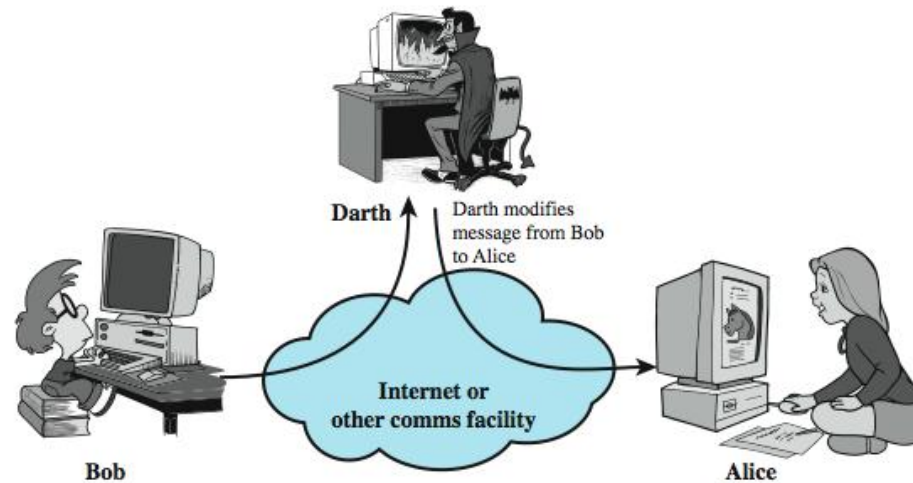 Darth
Darth modifies
message from Bob
to Alice
Internet or
other comms facility
Bob
Alice